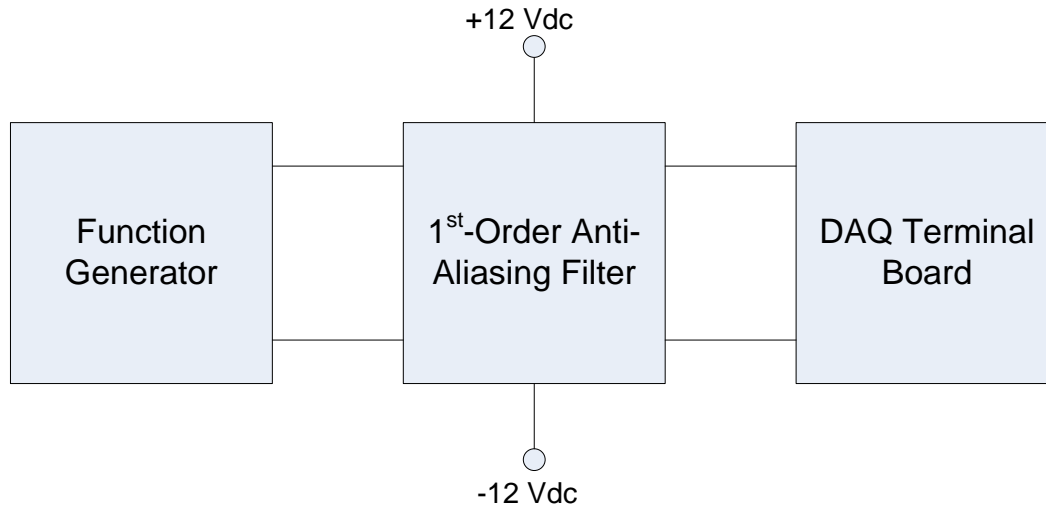 +12 Vdc
Function
Generator
1st-Order Anti-
Aliasing Filter
DAQ Terminal
Board
-12 Vdc